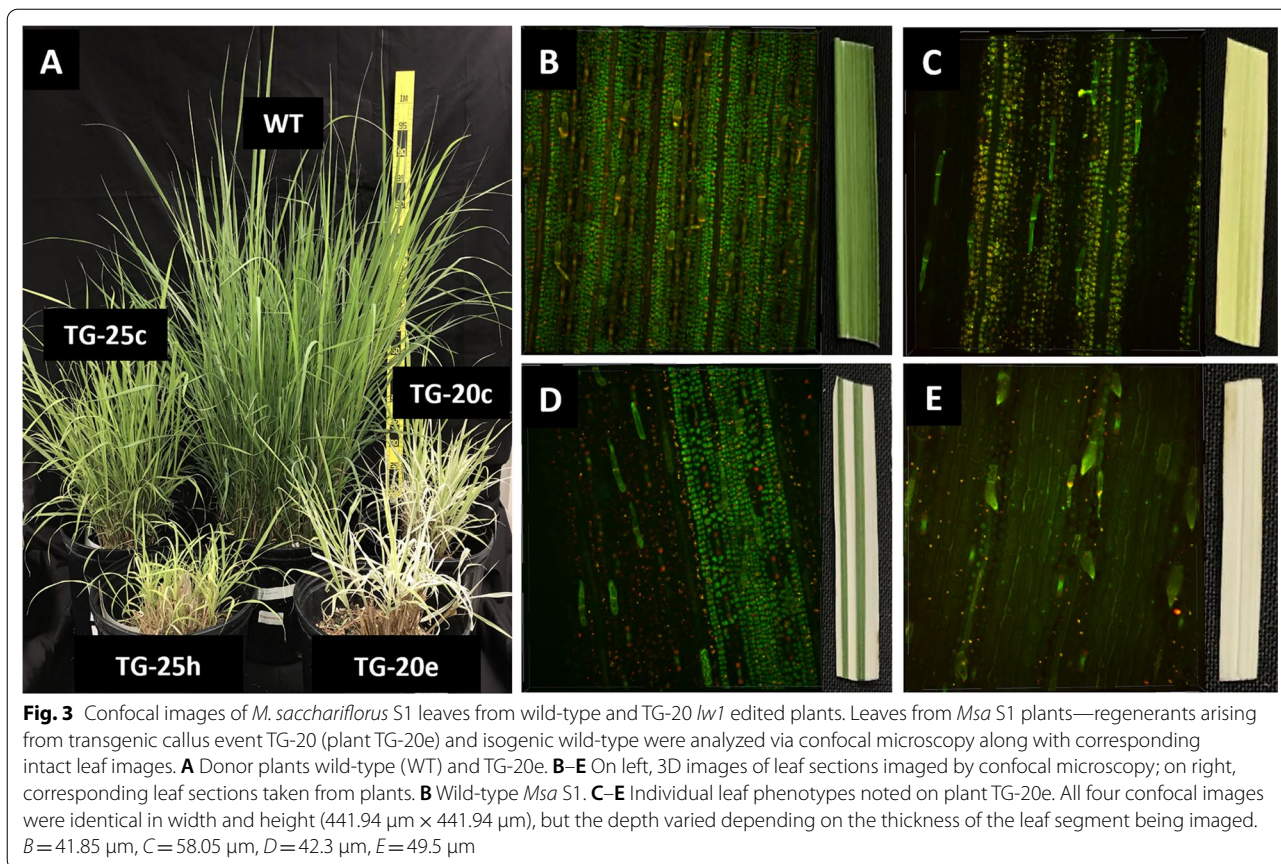 A
WT
TG-25c
TG-20c
TG-25h
TG-20e
1M
95
B
C
D
E
Fig. 3 Confocal images of M. sacchariflorus S1 leaves from wild-type and TG-20 lw1 edited plants. Leaves from Msa S1 plants—regenerants arising
from transgenic callus event TG-20 (plant TG-20e) and isogenic wild-type were analyzed via confocal microscopy along with corresponding
intact leaf images. A Donor plants wild-type (WT) and TG-20e. B–E On left, 3D images of leaf sections imaged by confocal microscopy; on right,
corresponding leaf sections taken from plants. B Wild-type Msa S1. C–E Individual leaf phenotypes noted on plant TG-20e. All four confocal images
were identical in width and height (441.94 μm × 441.94 μm), but the depth varied depending on the thickness of the leaf segment being imaged.
B = 41.85 μm, C = 58.05 μm, D = 42.3 μm, E = 49.5 μm